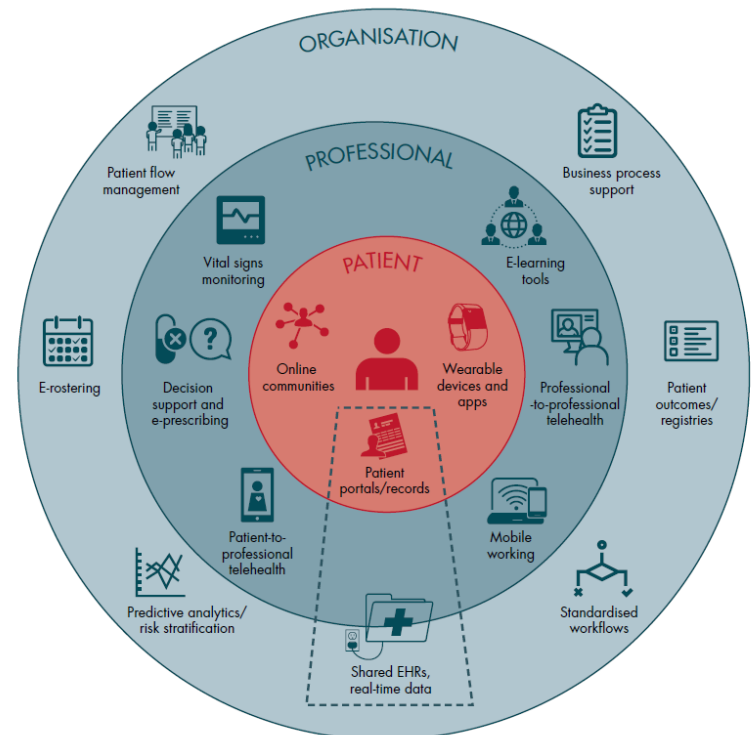 ORGANISATION
Patient flow
management
Business process
support
PROFESSIONAL
Vital signs
monitoring
E-learning
tools
PATIENT
E-rostering
Decision
support and
e-prescribing
?
Online
communities
Wearable
devices and
apps
Professional
-to-professional
telehealth
Patient
outcomes/
registries
Patient
portals/records
Patient-to-
professional
telehealth
Mobile
working
Predictive analytics/
risk stratification
Standardised
workflows
Shared EHRs,
real-time data